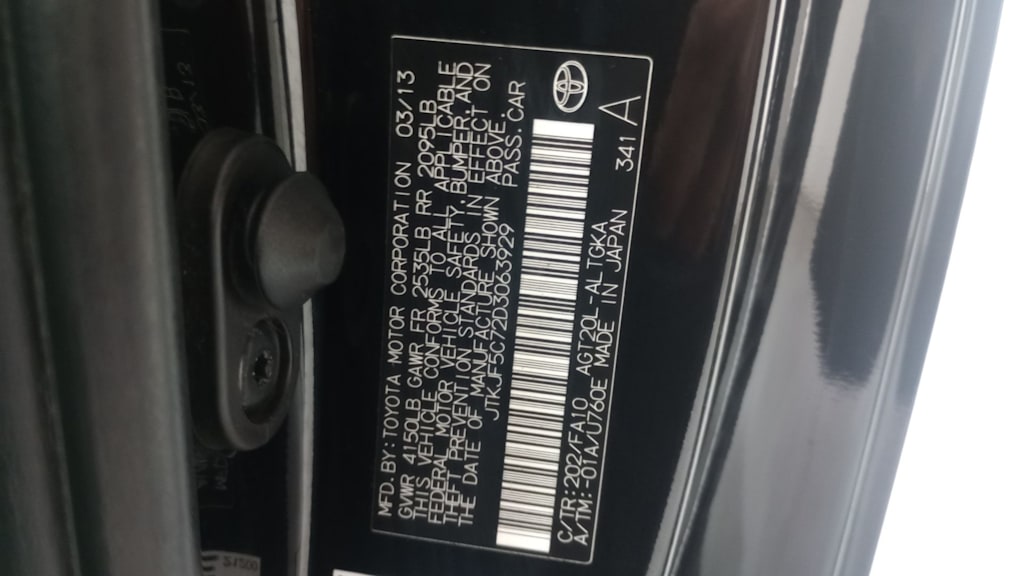 MFD. BY: TOYOTA MOTOR CORPORATION 03/13
GVWR 4150LB GAWR FR 2535LB RR 2095LB
THIS VEHICLE CONFORMS TO ALL APPLICABLE
FEDERAL MOTOR VEHICLE SAFETY, BUMPER, AND
THEFT PREVENTION STANDARDS IN EFFECT ON
THE DATE OF MANUFACTURE SHOWN ABOVE.
JTKJF5C72D3063929 PASS. CAR
C/TR:202/FA10 AGT20L-ALTGKA 341
A/TM:-01A/U760E MADE IN JAPAN A
21200